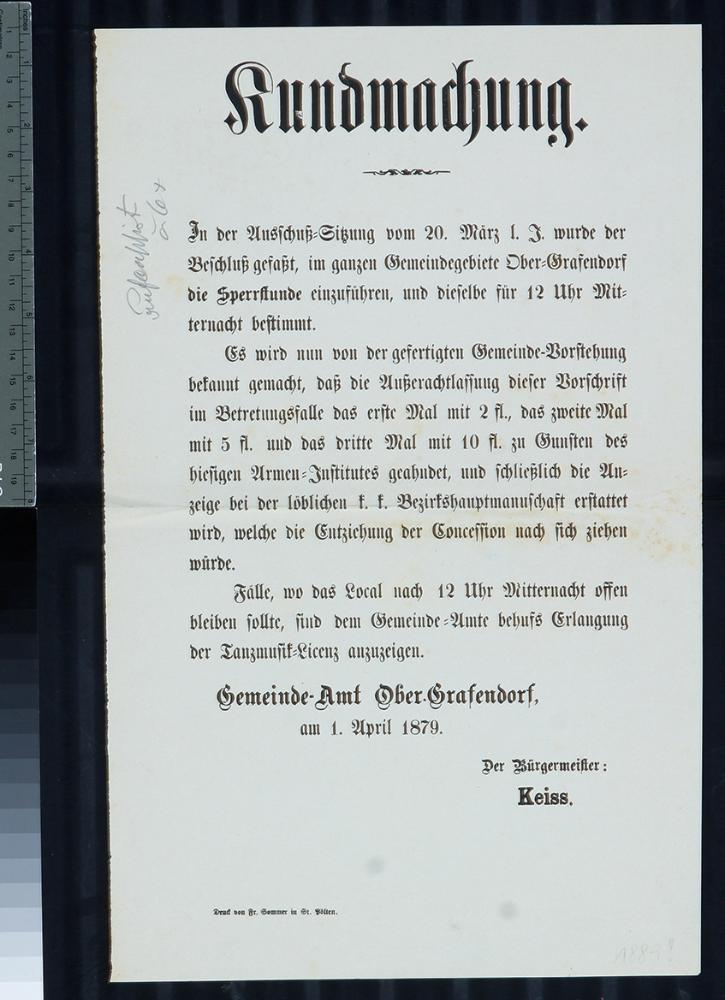 Kundmachung.
In der Ausschuß-Sitzung vom 20. März l. J. wurde der
Beschluß gefaßt, im ganzen Gemeindegebiete Ober-Grafendorf
die Sperrstunde einzuführen, und dieselbe für 12 Uhr Mit-
ternacht bestimmt.
Es wird nun von der gefertigten Gemeinde-Vorstehung
bekannt gemacht, daß die Außerachtlassung dieser Vorschrift
im Betretungsfalle das erste Mal mit 2 fl., das zweite Mal
mit 5 fl. und das dritte Mal mit 10 fl. zu Gunsten des
hiesigen Armen-Institutes geahndet, und schließlich die An-
zeige bei der löblichen k. k. Bezirkshauptmannschaft erstattet
wird, welche die Entziehung der Concession nach sich ziehen
würde.
Fälle, wo das Local nach 12 Uhr Mitternacht offen
bleiben sollte, sind dem Gemeinde-Amte behufs Erlangung
der Tanzmusik-Licenz anzuzeigen.
Gemeinde-Amt Ober-Grafendorf,
am 1. April 1879.
Der Bürgermeister:
Keiss.
Druck von Fr. Sommer in St. Pölten.